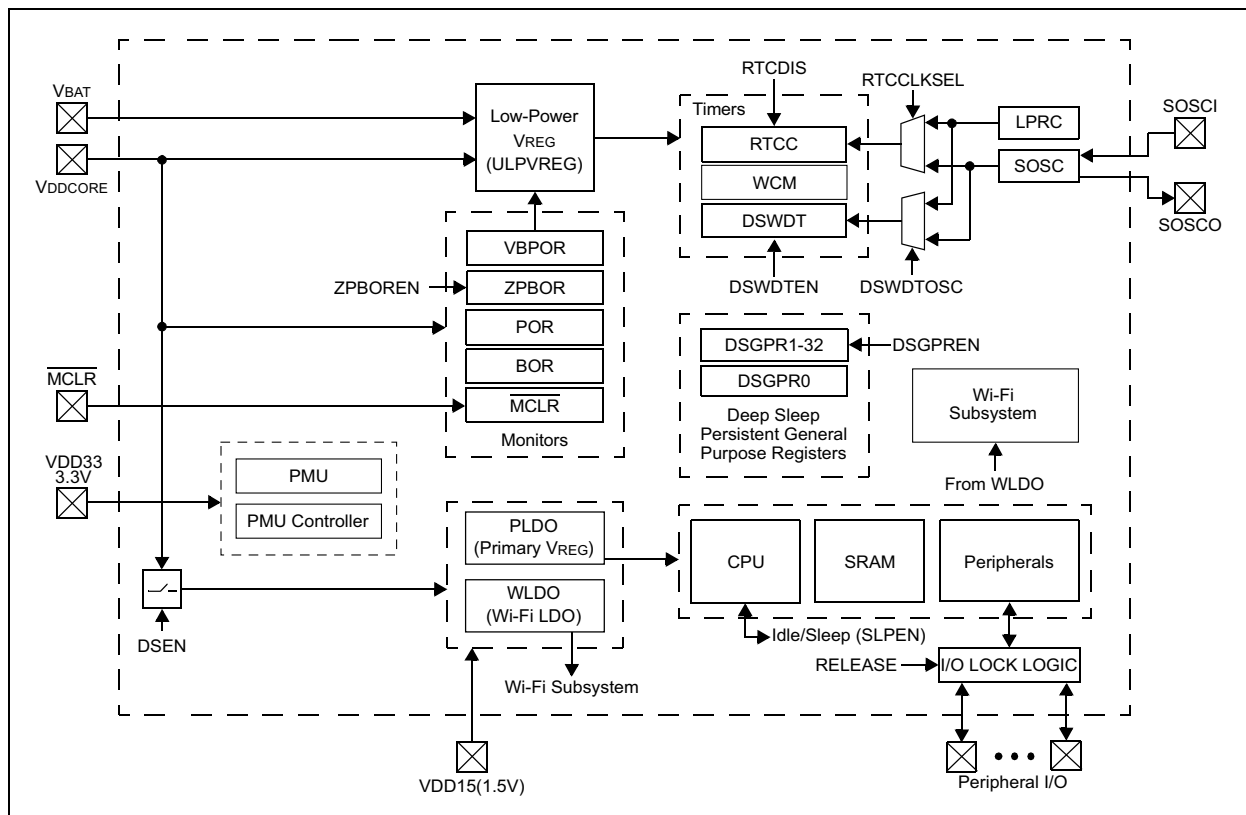 VBAT
VDDCORE
MCLR
VDD33
3.3V
Low-Power
VREG
(ULPVREG)
VBPOR
ZPBOREN
ZPBOR
POR
BOR
MCLR
Monitors
PMU
PMU Controller
DSEN
PLDO
(Primary VREG)
WLDO
(Wi-Fi LDO)
Wi-Fi Subsystem
VDD15(1.5V)
RTCDIS
Timers
RTCC
WCM
DSWDT
DSWDTEN
RTCCLKSEL
DSWDTOSC
LPRC
SOSC
SOSCI
SOSCO
DSGPR1-32
DSGPREN
DSGPR0
Deep Sleep
Persistent General
Purpose Registers
Wi-Fi
Subsystem
From WLDO
CPU
SRAM
Peripherals
Idle/Sleep (SLPEN)
RELEASE
I/O LOCK LOGIC
Peripheral I/O